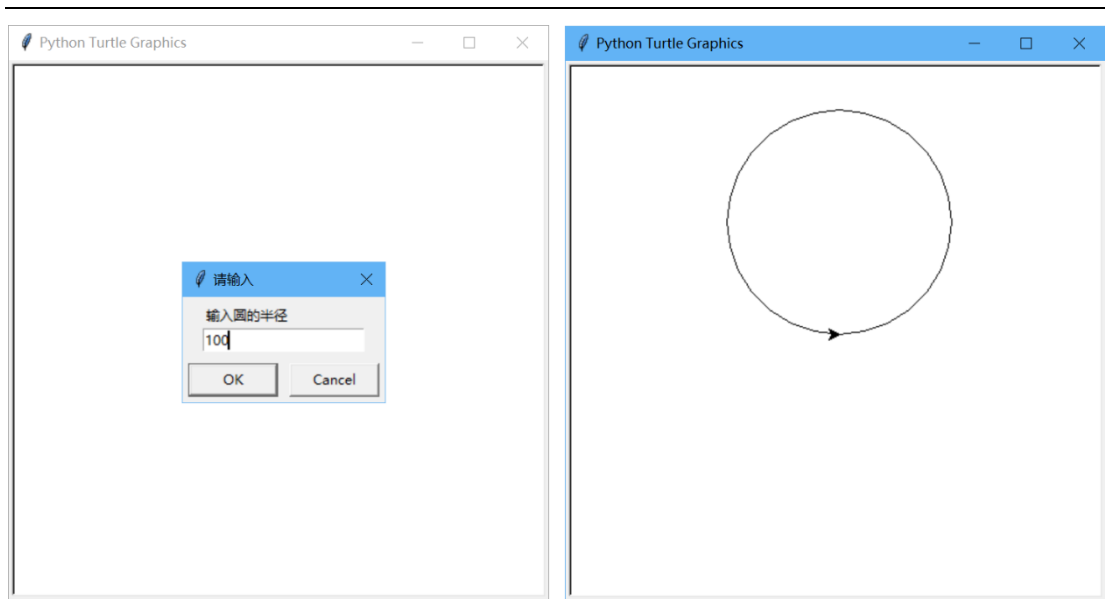 Python Turtle Graphics
Python Turtle Graphics
请输入
输入圆的半径
100
OK
Cancel